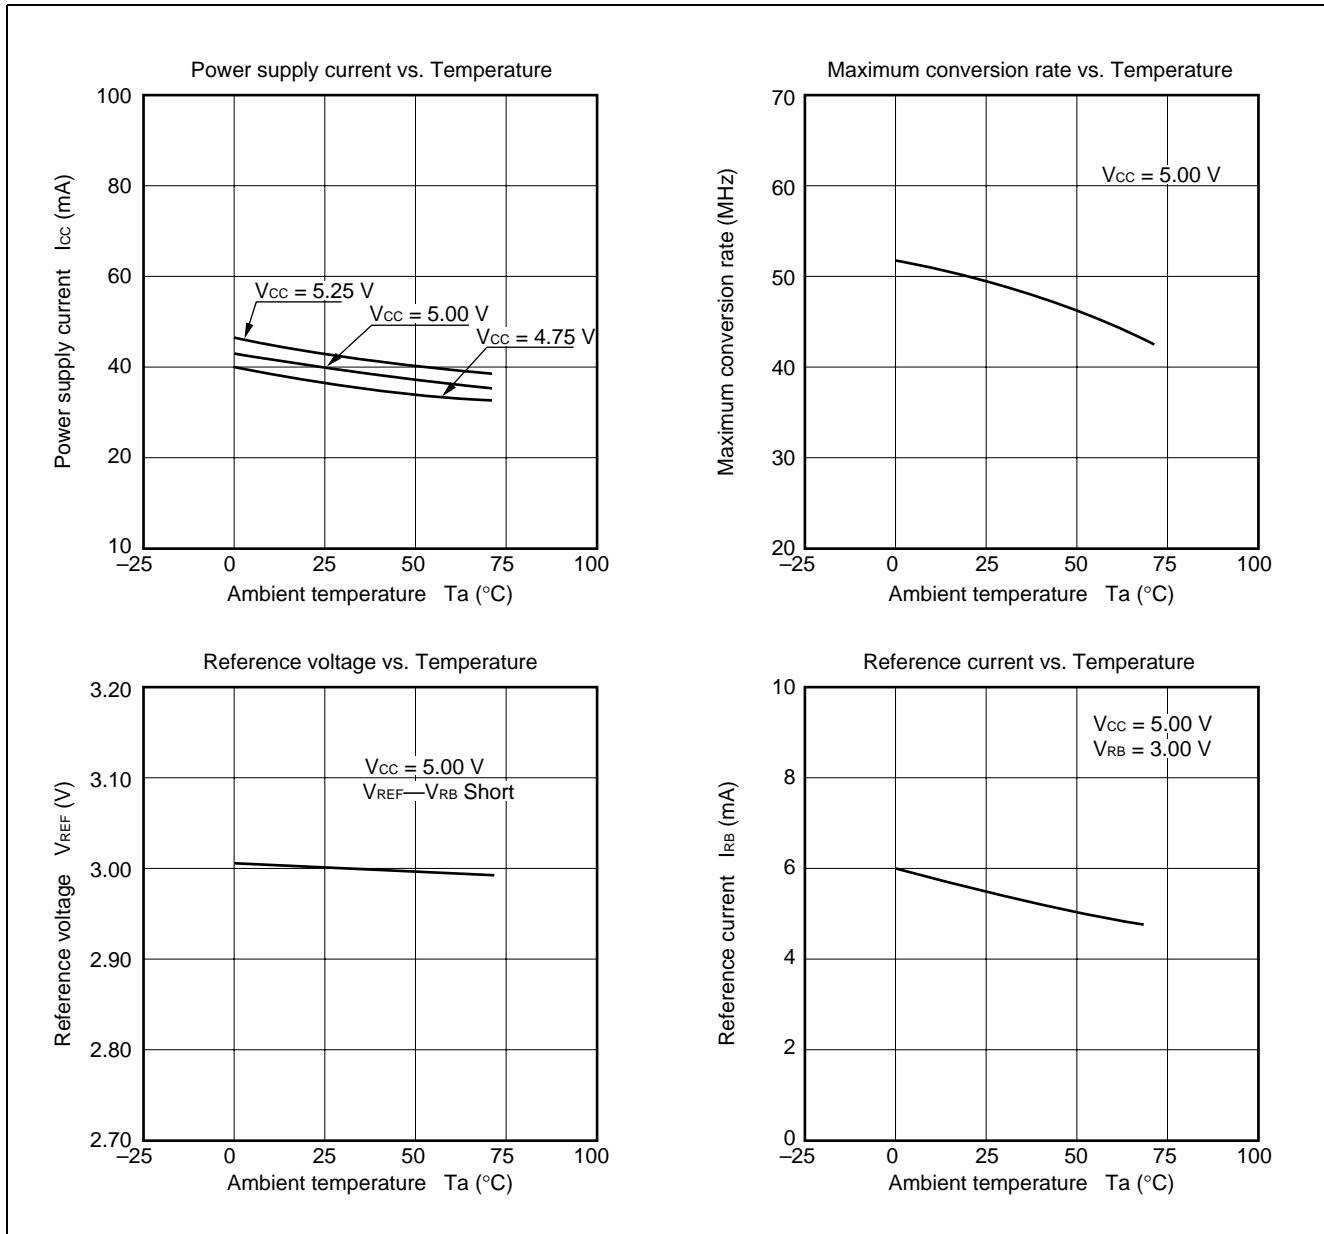 Power supply current vs. Temperature
100
80
60
40
20
10
–25 0 25 50 75 100
Power supply current Icc (mA)
Vcc = 5.25 V
Vcc = 5.00 V
Vcc = 4.75 V
Ambient temperature Ta (°C)
Maximum conversion rate vs. Temperature
70
60
50
40
30
20
–25 0 25 50 75 100
Maximum conversion rate (MHz)
Vcc = 5.00 V
Ambient temperature Ta (°C)
Reference voltage vs. Temperature
3.20
3.10
3.00
2.90
2.80
2.70
–25 0 25 50 75 100
Reference voltage VREF (V)
Vcc = 5.00 V
VREF—VRB Short
Ambient temperature Ta (°C)
Reference current vs. Temperature
10
8
6
4
2
0
–25 0 25 50 75 100
Reference current IRB (mA)
Vcc = 5.00 V
VRB = 3.00 V
Ambient temperature Ta (°C)